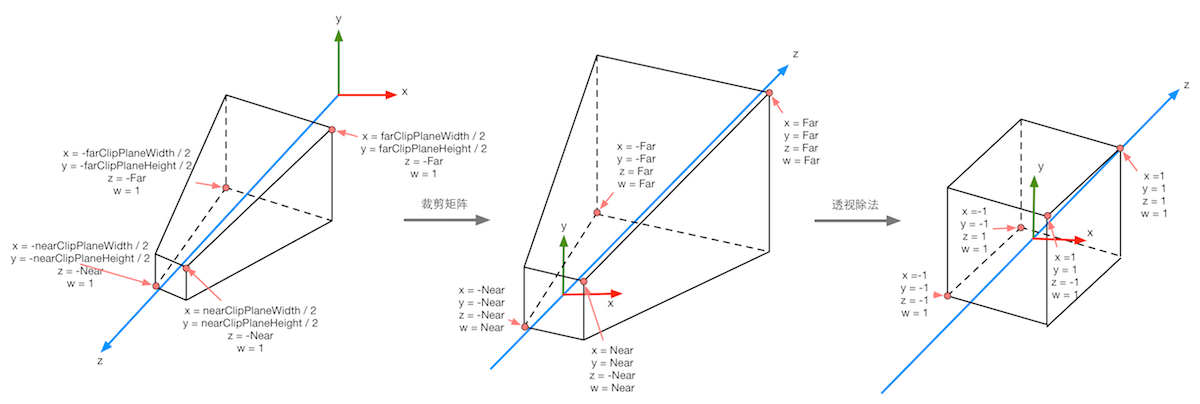 y
x
x = farClipPlaneWidth / 2
y = farClipPlaneHeight / 2
z = -Far
w = 1
x = -farClipPlaneWidth / 2
y = -farClipPlaneHeight / 2
z = -Far
w = 1
x = -nearClipPlaneWidth / 2
y = -nearClipPlaneHeight / 2
z = -Near
w = 1
x = nearClipPlaneWidth / 2
y = nearClipPlaneHeight / 2
z = -Near
w = 1
z
裁剪矩阵
z
x = Far
y = Far
z = Far
w = Far
x = -Far
y = -Far
z = Far
w = Far
y
x
x = -Near
y = -Near
z = -Near
w = Near
x = Near
y = Near
z = -Near
w = Near
透视除法
z
x =1
y = 1
z = 1
w = 1
y
x
x =-1
y = -1
z = 1
w = 1
x =1
y = 1
z = -1
w = 1
x =-1
y = -1
z = -1
w = 1